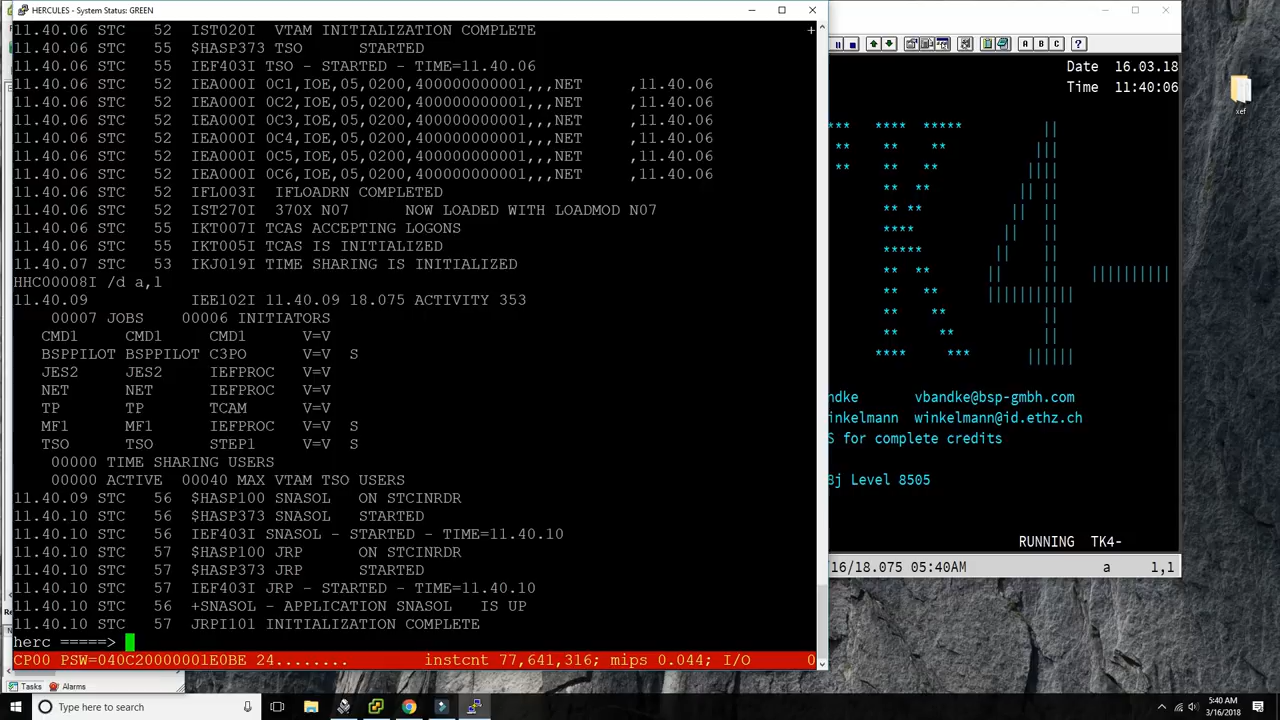 HERCULES - System Status: GREEN
11.40.06 STC   52  IST020I  VTAM INITIALIZATION COMPLETE                              +
11.40.06 STC   55  $HASP373 TSO      STARTED
11.40.06 STC   55  IEF403I TSO - STARTED - TIME=11.40.06
11.40.06 STC   52  IEA000I 0C1,IOE,05,0200,400000000001,,,NET     ,11.40.06
11.40.06 STC   52  IEA000I 0C2,IOE,05,0200,400000000001,,,NET     ,11.40.06
11.40.06 STC   52  IEA000I 0C3,IOE,05,0200,400000000001,,,NET     ,11.40.06
11.40.06 STC   52  IEA000I 0C4,IOE,05,0200,400000000001,,,NET     ,11.40.06
11.40.06 STC   52  IEA000I 0C5,IOE,05,0200,400000000001,,,NET     ,11.40.06
11.40.06 STC   52  IEA000I 0C6,IOE,05,0200,400000000001,,,NET     ,11.40.06
11.40.06 STC   52  IFL003I  IFLOADRN COMPLETED
11.40.06 STC   52  IST270I  370X N07      NOW LOADED WITH LOADMOD N07
11.40.06 STC   55  IKT007I TCAS ACCEPTING LOGONS
11.40.06 STC   55  IKT005I TCAS IS INITIALIZED
11.40.07 STC   53  IKJ019I TIME SHARING IS INITIALIZED
HHC00008I /d a,l
11.40.09           IEE102I 11.40.09 18.075 ACTIVITY 353
00007 JOBS    00006 INITIATORS
CMD1     CMD1     CMD1      V=V
BSPPILOT BSPPILOT C3PO      V=V  S
JES2     JES2     IEFPROC   V=V
NET      NET      IEFPROC   V=V
TP       TP       TCAM      V=V
MF1      MF1      IEFPROC   V=V  S
TSO      TSO      STEP1     V=V  S
00000 TIME SHARING USERS
00000 ACTIVE  00040 MAX VTAM TSO USERS
11.40.09 STC   56  $HASP100 SNASOL   ON STCINRDR
11.40.10 STC   56  $HASP373 SNASOL   STARTED
11.40.10 STC   56  IEF403I SNASOL - STARTED - TIME=11.40.10
11.40.10 STC   57  $HASP100 JRP      ON STCINRDR
11.40.10 STC   57  $HASP373 JRP      STARTED
11.40.10 STC   57  IEF403I JRP - STARTED - TIME=11.40.10
11.40.10 STC   56  +SNASOL - APPLICATION SNASOL   IS UP
11.40.10 STC   57  JRPI101 INITIALIZATION COMPLETE
herc =====>
CP00 PSW=040C20000001E0BE 24........        instcnt 77,641,316; mips 0.044; I/O      0
A B C ?
Date  16.03.18
Time  11:40:06
***   ****  *****              ||
**     **    **               |||
**     **   **               ||||
**  **                 || ||
** **                 ||  ||
****                 ||   ||
*****               ||    ||
**  **             ||     ||    ||||||||||
**   **            |||||||||||
**    **                  ||
**     **                 ||
****     ***            ||||||
ndke      vbandke@bsp-gmbh.com
inkelmann  winkelmann@id.ethz.ch
S for complete credits
Bj Level 8505
RUNNING  TK4-
/16/18.075 05:40AM                 a     1,1
xef
Tasks Alarms
Type here to search
5:40 AM
3/16/2018